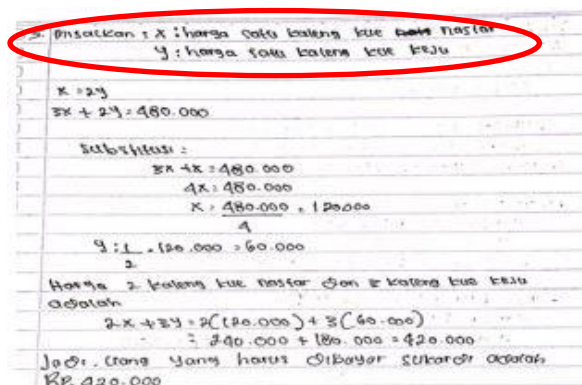 3. Misalkan : x : harga satu kaleng kue nastar
y : harga satu kaleng kue keju
x = 2y
3x + 2y = 480.000
Substitusi :
3x + x = 480.000
4x = 480.000
x = 480.000 = 120.000
4
y : 1 . 120.000 = 60.000
2
Harga 2 kaleng kue nastar dan 3 kaleng kue keju
adalah
2x + 3y = 2(120.000) + 3(60.000)
= 240.000 + 180.000 = 420.000
Jadi. Uang yang harus dibayar sukardi adalah
RP. 420.000